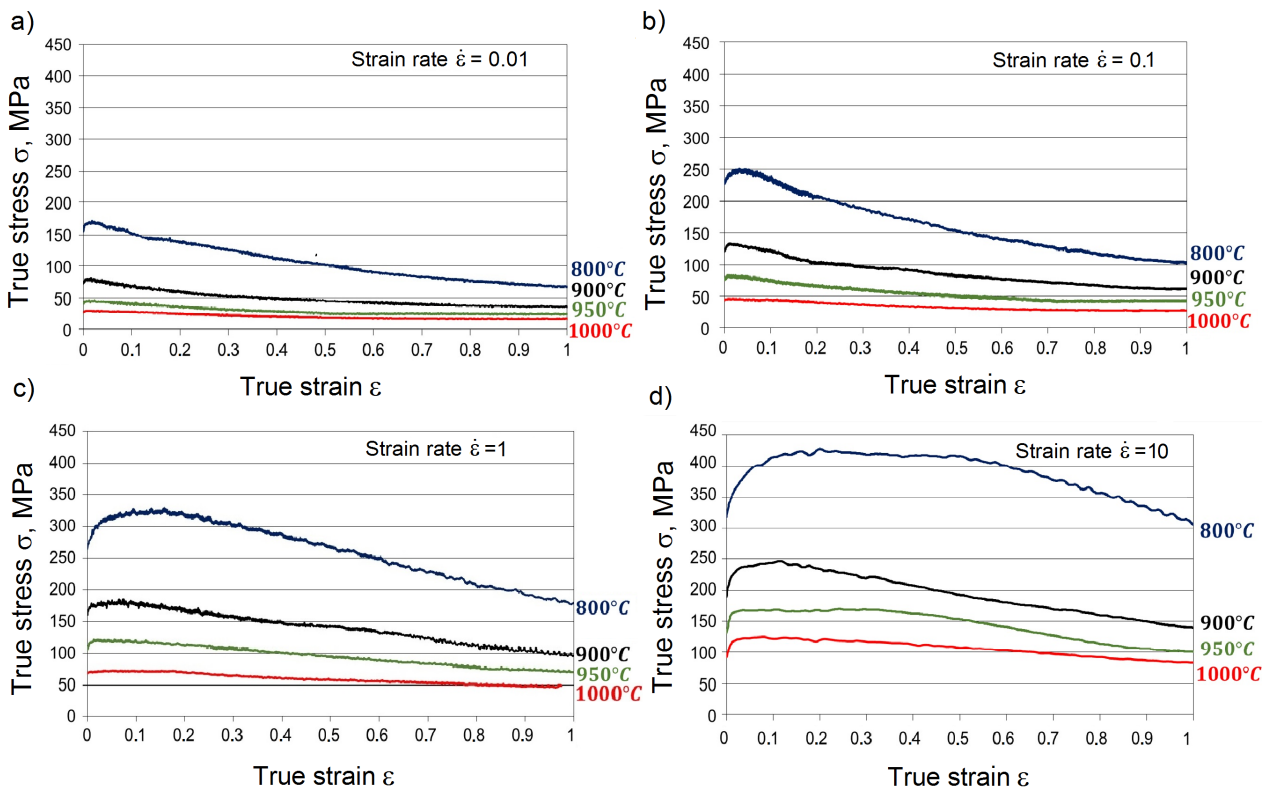 a)
Strain rate ε̇ = 0.01
True stress σ, MPa
450
400
350
300
250
200
150
100
50
0
0 0.1 0.2 0.3 0.4 0.5 0.6 0.7 0.8 0.9 1
800°C
900°C
950°C
1000°C
True strain ε
b)
Strain rate ε̇ = 0.1
True stress σ, MPa
450
400
350
300
250
200
150
100
50
0
0 0.1 0.2 0.3 0.4 0.5 0.6 0.7 0.8 0.9 1
800°C
900°C
950°C
1000°C
True strain ε
c)
Strain rate ε̇ =1
True stress σ, MPa
450
400
350
300
250
200
150
100
50
0
0 0.1 0.2 0.3 0.4 0.5 0.6 0.7 0.8 0.9 1
800°C
900°C
950°C
1000°C
True strain ε
d)
Strain rate ε̇ =10
True stress σ, MPa
450
400
350
300
250
200
150
100
50
0
0 0.1 0.2 0.3 0.4 0.5 0.6 0.7 0.8 0.9 1
800°C
900°C
950°C
1000°C
True strain ε